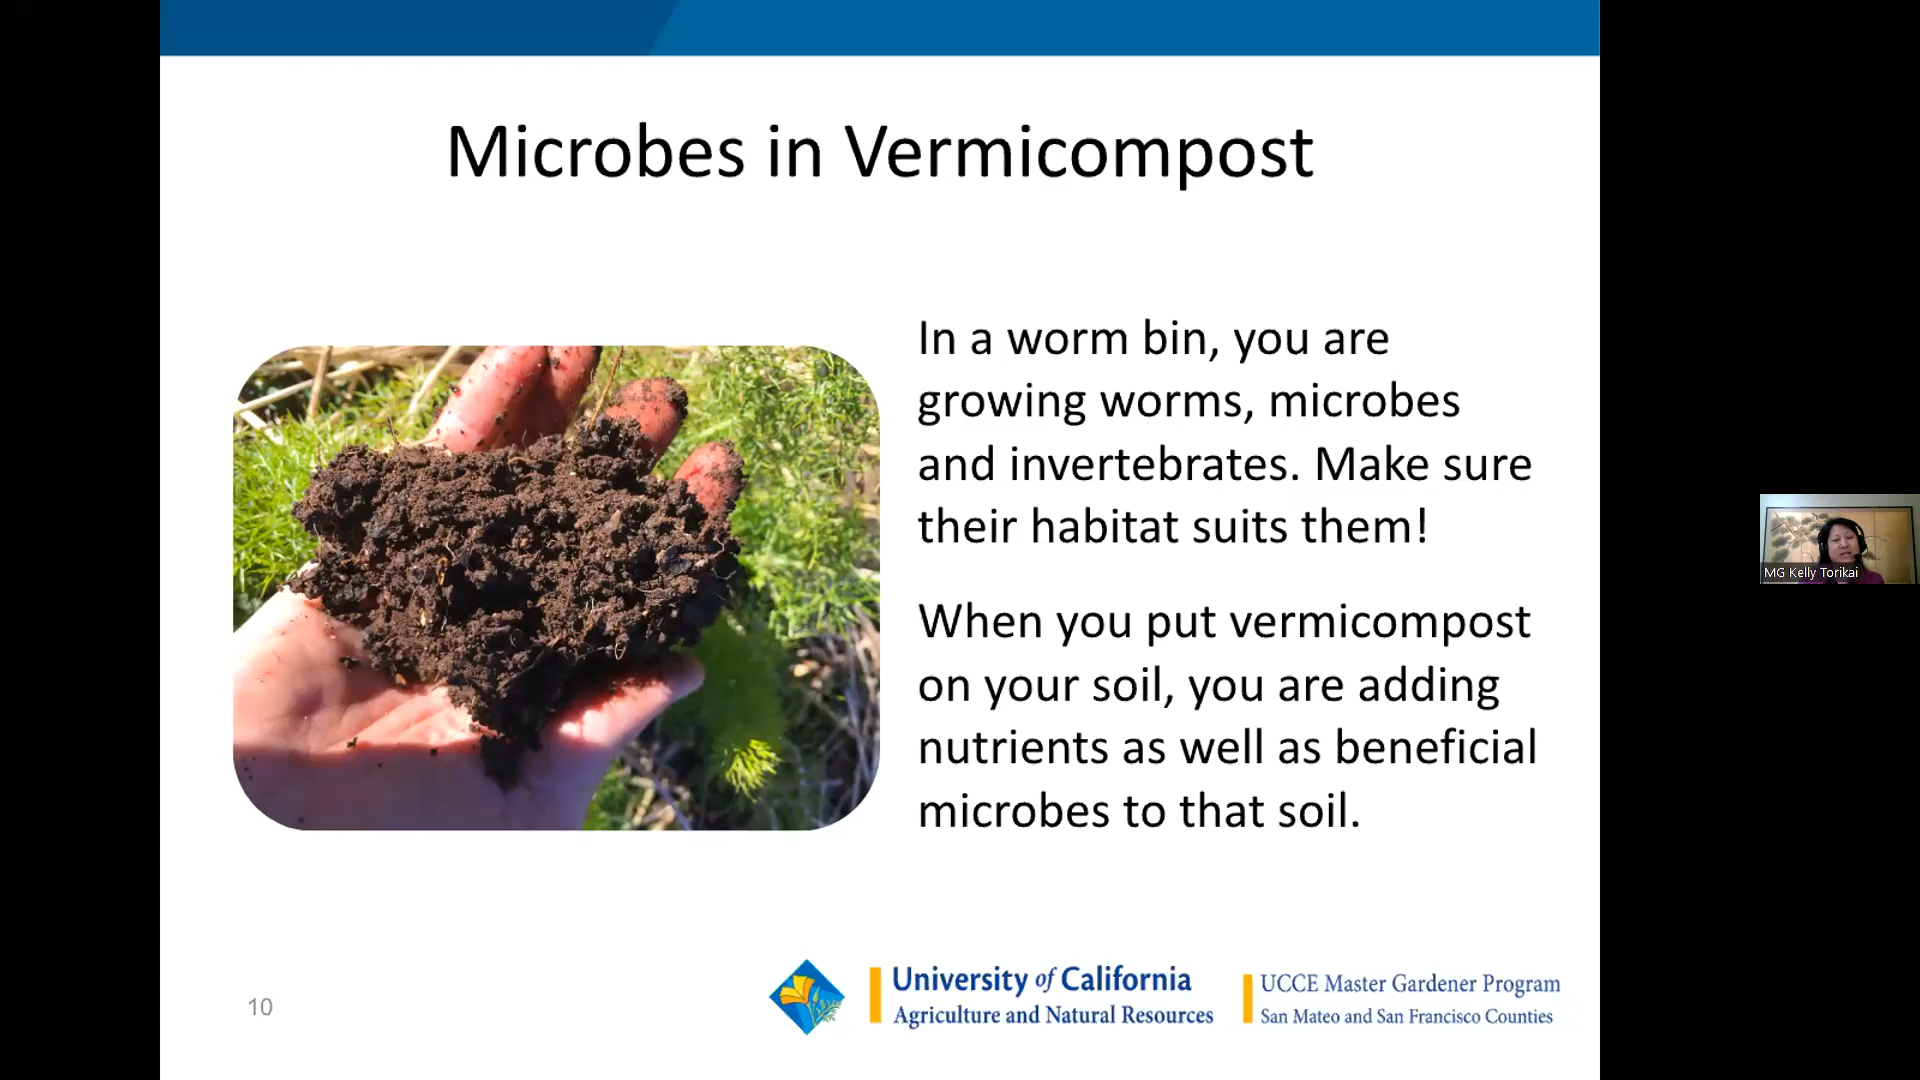 Microbes in Vermicompost
In a worm bin, you are
growing worms, microbes
and invertebrates. Make sure
their habitat suits them!
When you put vermicompost
on your soil, you are adding
nutrients as well as beneficial
microbes to that soil.
MG Kelly Torikai
10
University of California
Agriculture and Natural Resources
UCCE Master Gardener Program
San Mateo and San Francisco Counties